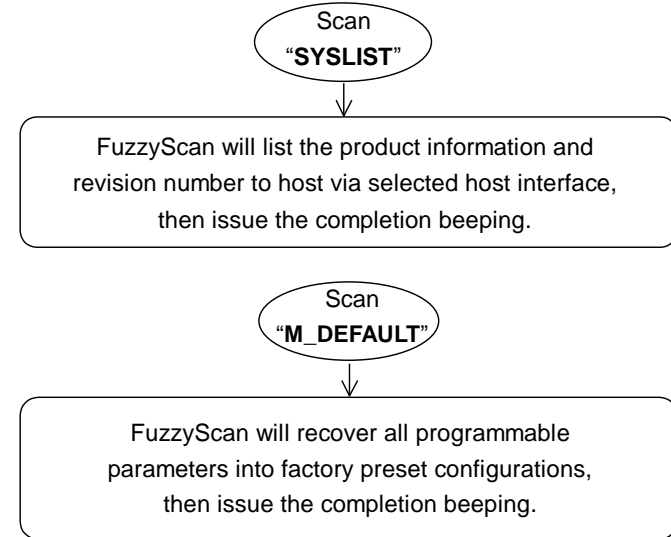 Scan
“SYSLIST”
FuzzyScan will list the product information and
revision number to host via selected host interface,
then issue the completion beeping.
Scan
“M_DEFAULT”
FuzzyScan will recover all programmable
parameters into factory preset configurations,
then issue the completion beeping.